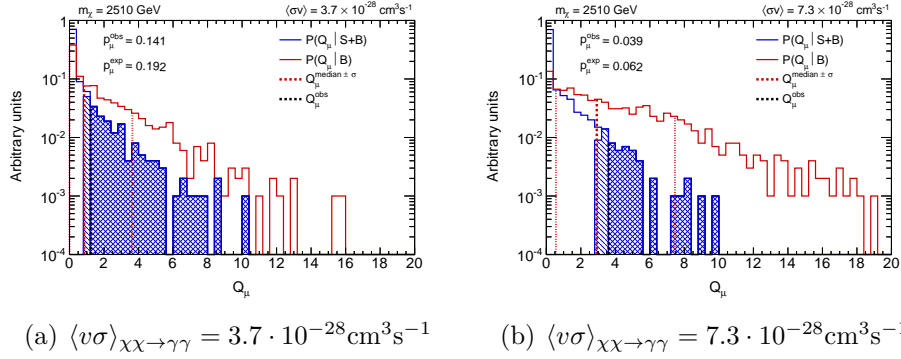 m_χ = 2510 GeV
⟨σv⟩ = 3.7 × 10^-28 cm^3s^-1
p_μ^obs = 0.141
p_μ^exp = 0.192
P(Q_μ | S+B)
P(Q_μ | B)
Q_μ^median ± σ
Q_μ^obs
Arbitrary units
1
10^-1
10^-2
10^-3
10^-4
0 2 4 6 8 10 12 14 16 18 20
Q_μ
(a) ⟨vσ⟩_χχ→γγ = 3.7 · 10^-28 cm^3s^-1
m_χ = 2510 GeV
⟨σv⟩ = 7.3 × 10^-28 cm^3s^-1
p_μ^obs = 0.039
p_μ^exp = 0.062
P(Q_μ | S+B)
P(Q_μ | B)
Q_μ^median ± σ
Q_μ^obs
Arbitrary units
1
10^-1
10^-2
10^-3
10^-4
0 2 4 6 8 10 12 14 16 18 20
Q_μ
(b) ⟨vσ⟩_χχ→γγ = 7.3 · 10^-28 cm^3s^-1